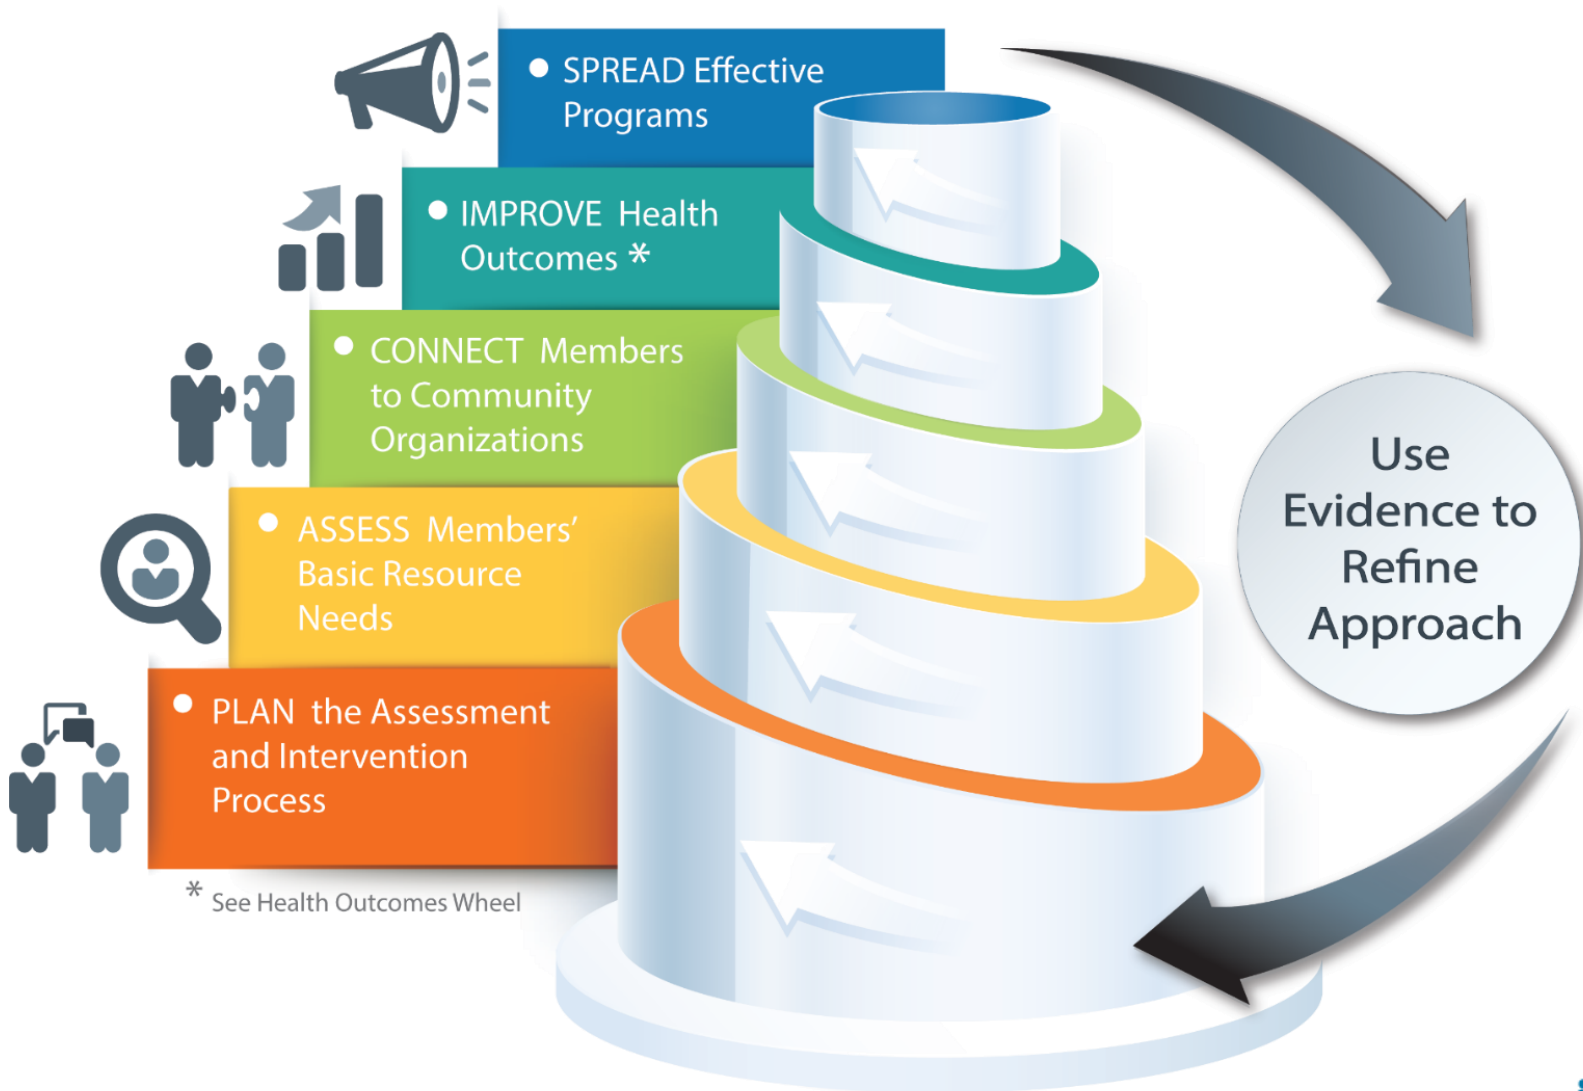 SPREAD Effective
Programs
IMPROVE Health
Outcomes *
CONNECT Members
to Community
Organizations
ASSESS Members’
Basic Resource
Needs
PLAN the Assessment
and Intervention
Process
* See Health Outcomes Wheel
Use
Evidence to
Refine
Approach